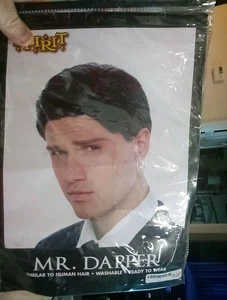 SPIRIT
MR. DAPPER
SIMILAR TO HUMAN HAIR • WASHABLE • READY TO WEAR